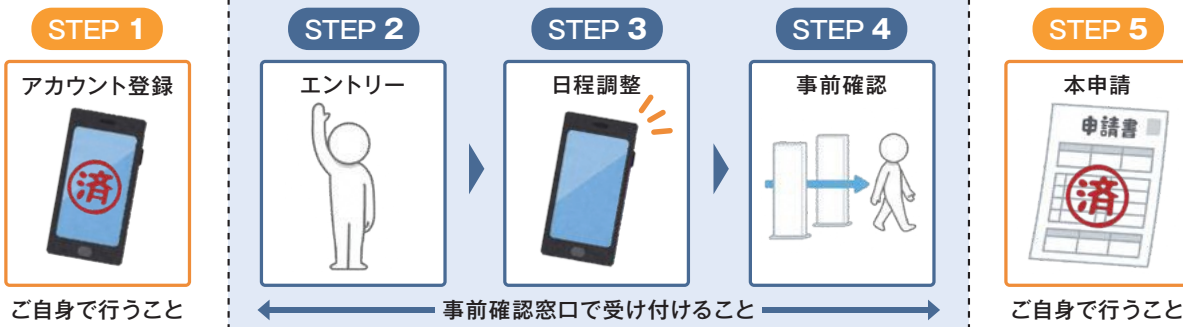 STEP 1
アカウント登録
済
ご自身で行うこと
STEP 2
エントリー
STEP 3
日程調整
STEP 4
事前確認
事前確認窓口で受け付けること
STEP 5
本申請
申請書
済
ご自身で行うこと